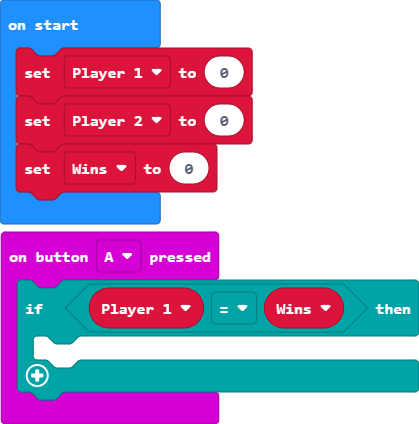 on start
set Player 1 to 0
set Player 2 to 0
set Wins to 0
on button A pressed
if Player 1 = Wins then